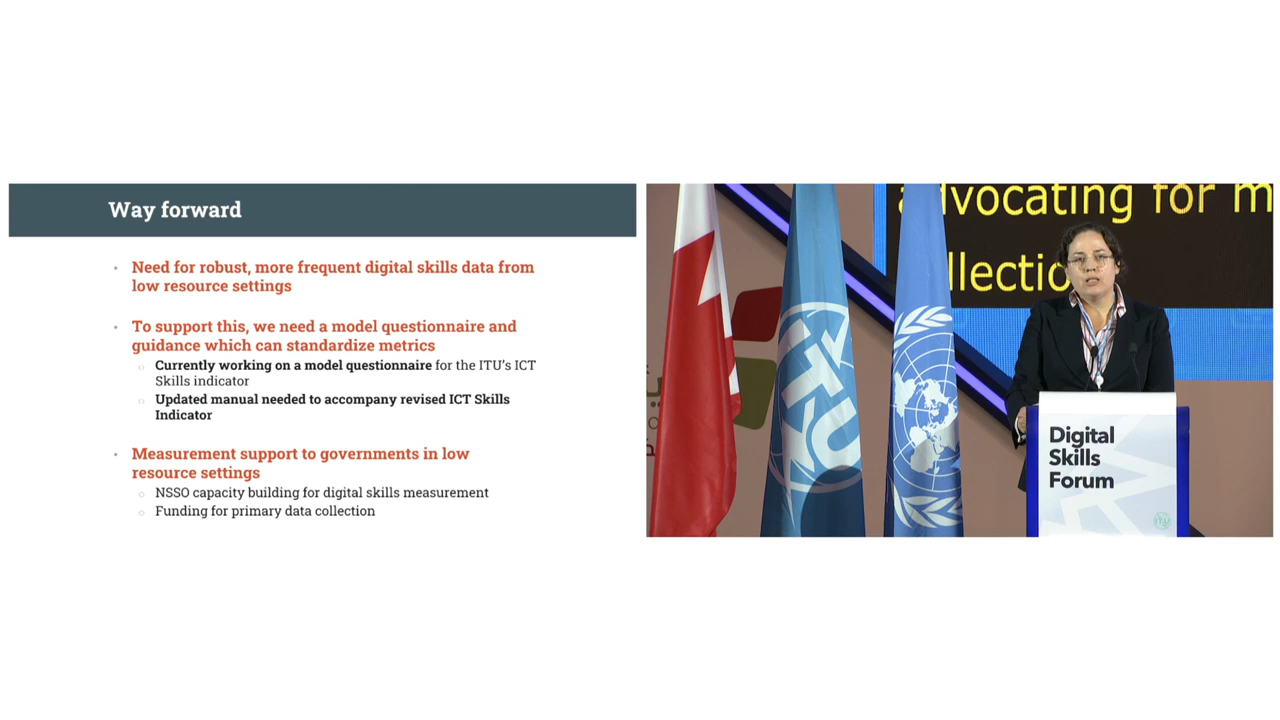 Way forward
Need for robust, more frequent digital skills data from
low resource settings
To support this, we need a model questionnaire and
guidance which can standardize metrics
Currently working on a model questionnaire for the ITU's ICT
Skills indicator
Updated manual needed to accompany revised ICT Skills
Indicator
Measurement support to governments in low
resource settings
NSSO capacity building for digital skills measurement
Funding for primary data collection
advocating for m
llectio
ITU
Digital
Skills
Forum
ITU